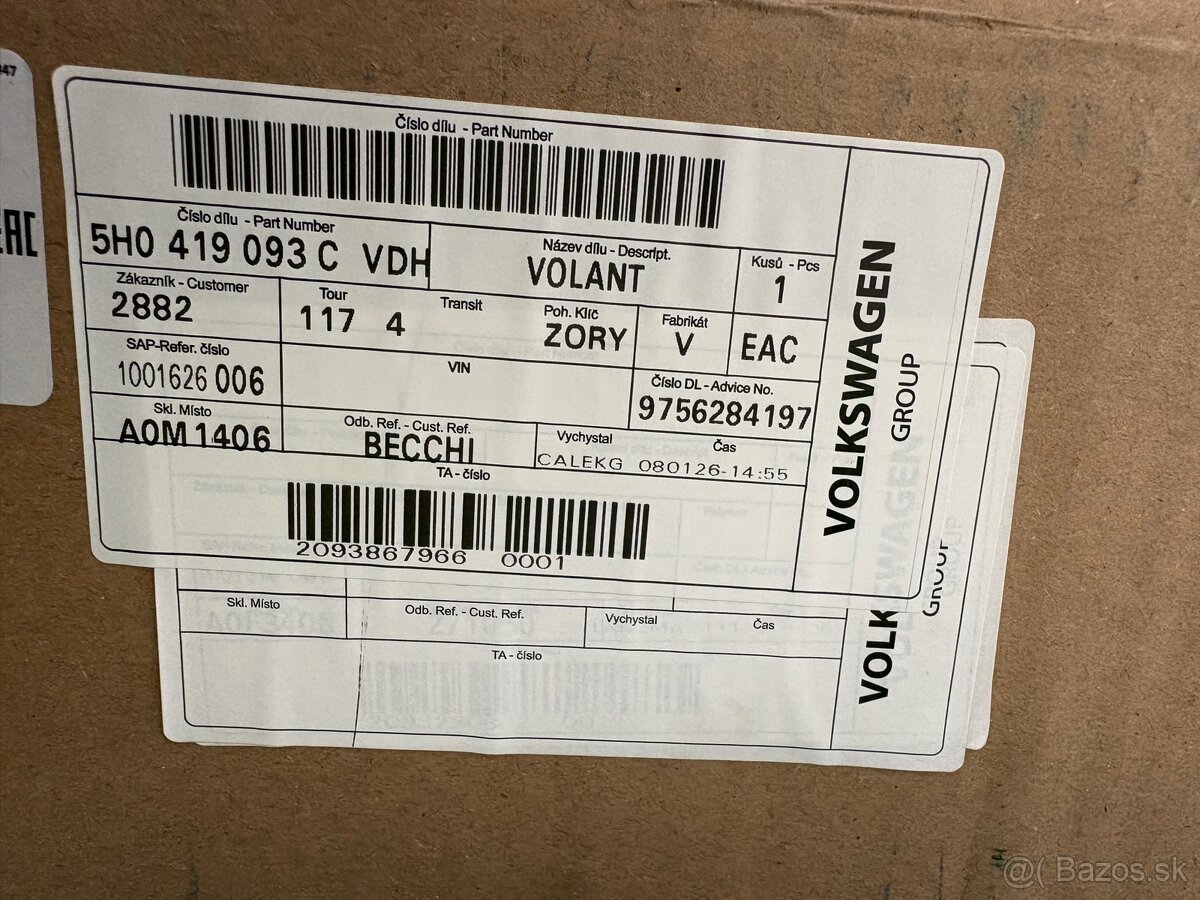 47
EAC
Číslo dílu - Part Number
Číslo dílu - Part Number
5H0 419 093 C VDH
Název dílu - Descript.
VOLANT
Kusů - Pcs
1
Zákazník - Customer
2882
Tour
117 4
Transit
Poh. Klíč
ZORY
Fabrikát
V
EAC
SAP-Refer. číslo
1001626 006
VIN
Číslo DL - Advice No.
9756284197
Skl. Místo
A0M 1406
Odb. Ref. - Cust. Ref.
BECCHI
Vychystal
CALEKG
Čas
080126-14:55
TA - číslo
2093867966 0001
VOLKSWAGEN
GROUP
Skl. Místo
Odb. Ref. - Cust. Ref.
Vychystal
Čas
TA - číslo
VOLK
GROUP
@( Bazos.sk